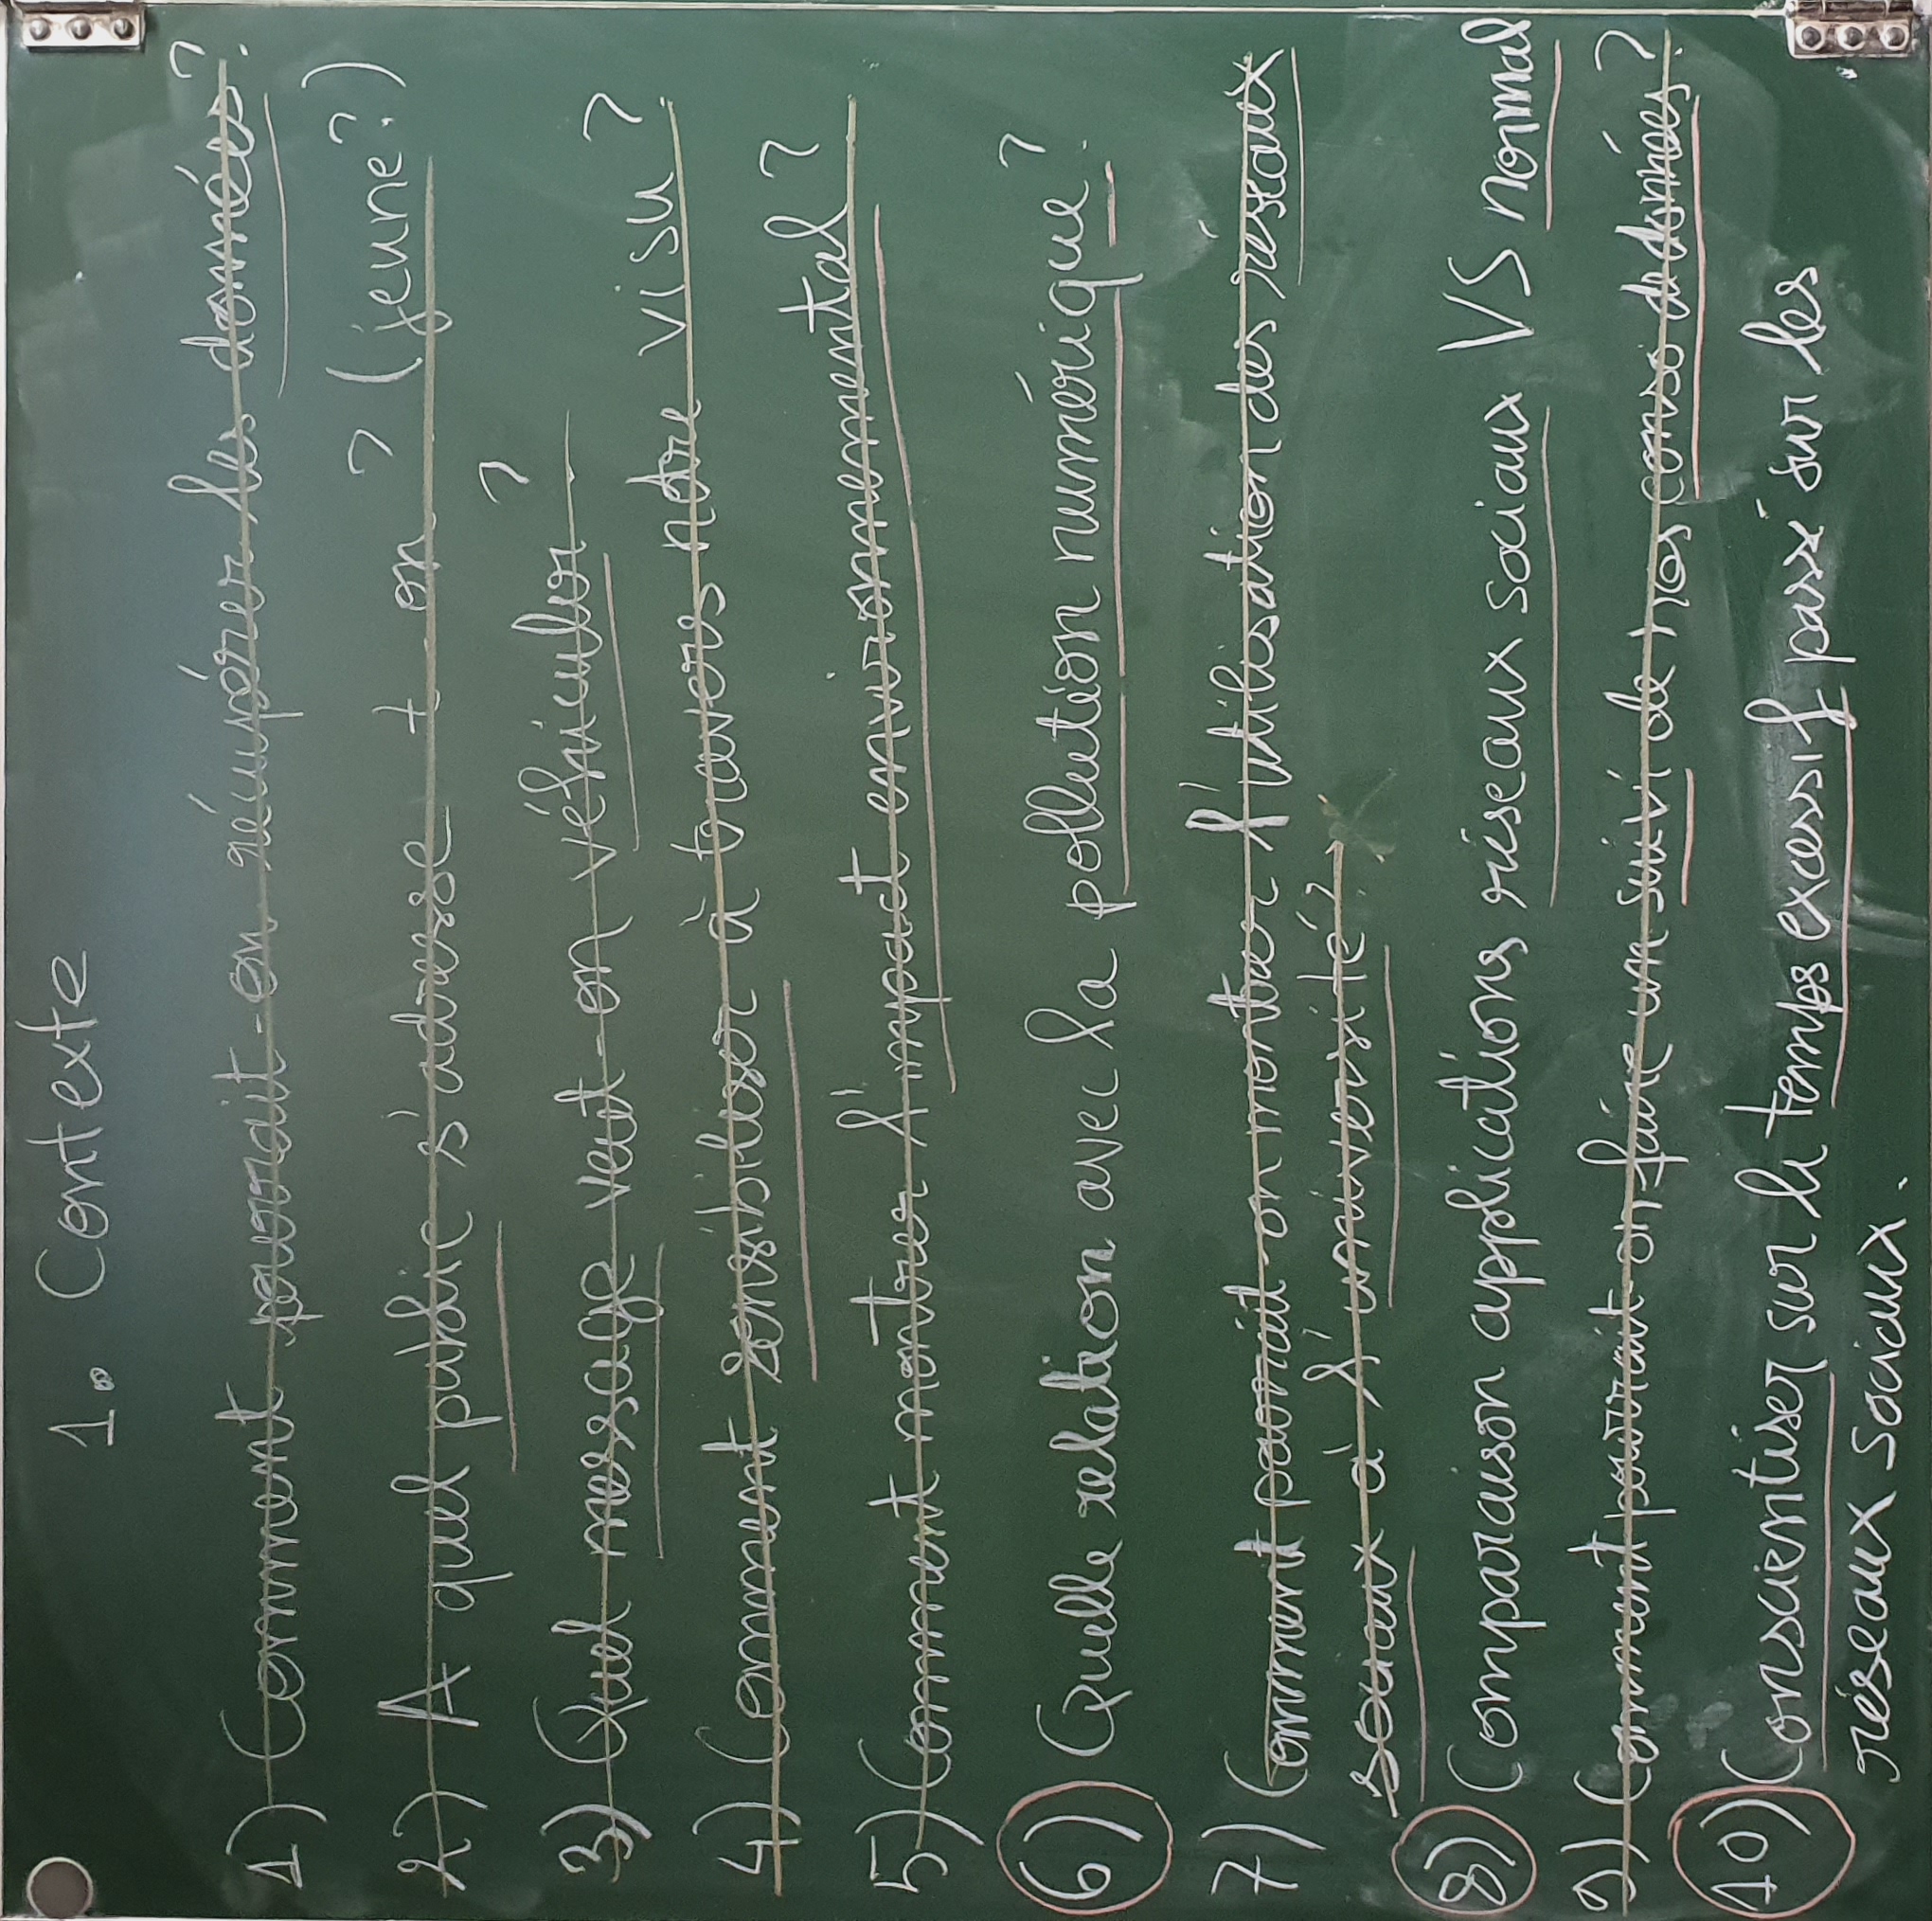 1. Contexte
1) Comment pourrait-on récupérer les données ?
2) A quel public s'adresse t-on ? (jeune?)
3) Quel message veut-on véhiculer ?
4) Comment sensibiliser à travers notre visu ?
5) Comment montrer l'impact environnemental ?
6) Quelle relation avec la pollution numérique ?
7) Comment pourrait-on montrer l'utilisation des réseaux
sociaux à l'université ?
8) Comparaison applications réseaux sociaux VS normal
9) Comment pourrait-on faire un suivi de nos conso de données ?
10) Conscientiser sur le temps excessif passé sur les
réseaux sociaux.